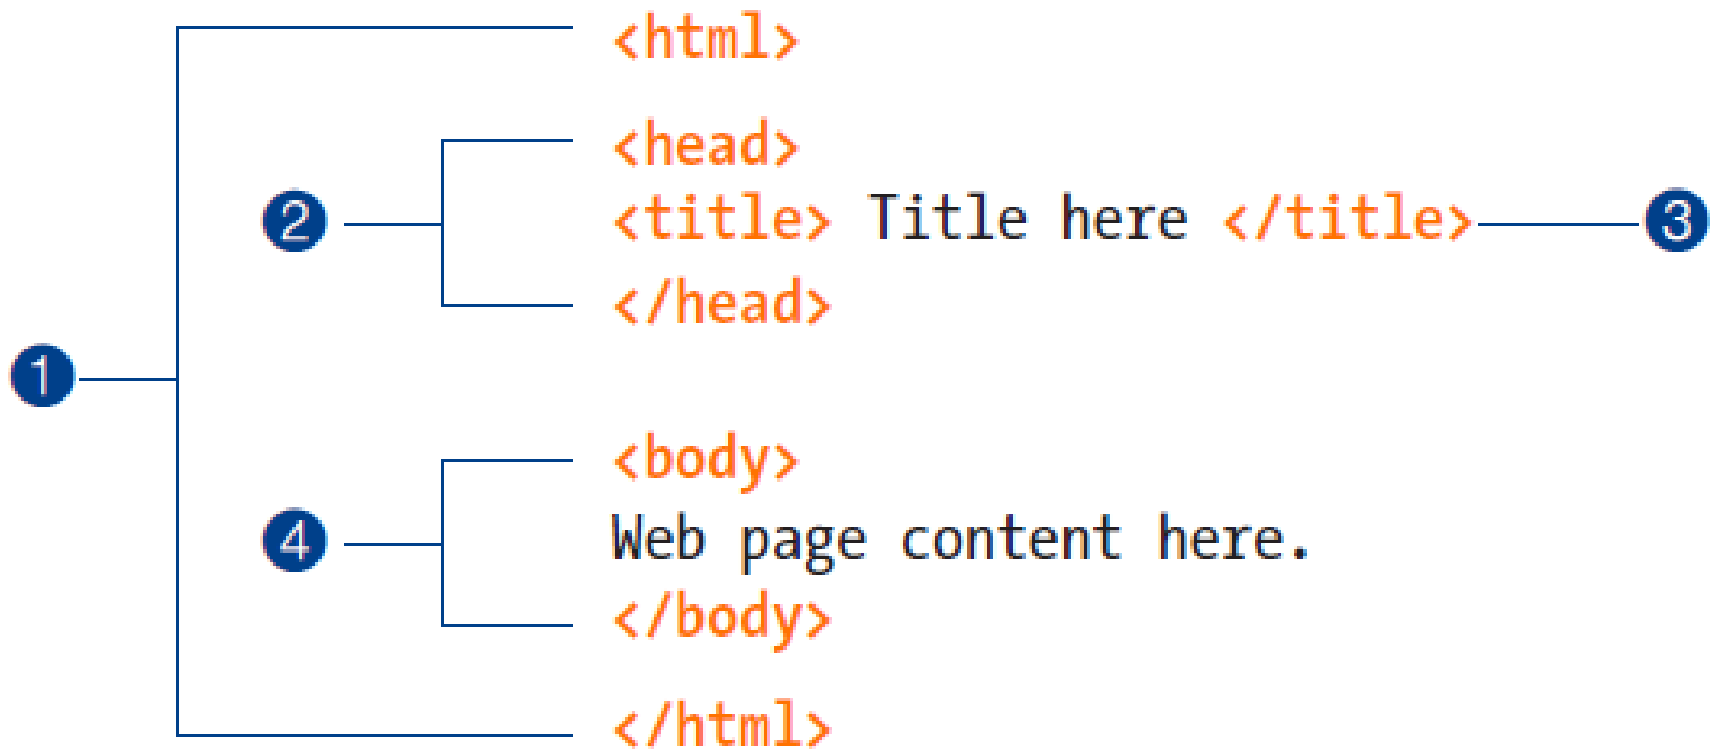 <html>
<head>
2 <title> Title here </title> 3
</head>
1
<body>
4 Web page content here.
</body>
</html>